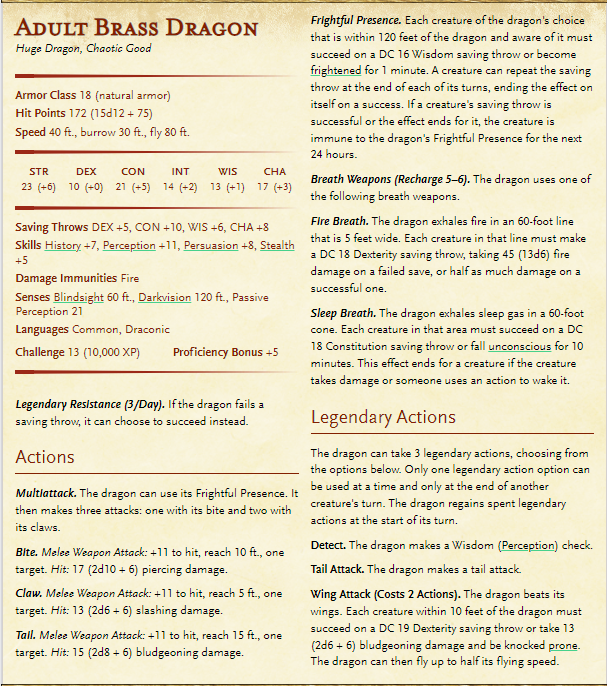 Adult Brass Dragon
Huge Dragon, Chaotic Good
Armor Class 18 (natural armor)
Hit Points 172 (15d12 + 75)
Speed 40 ft., burrow 30 ft., fly 80 ft.
STR DEX CON INT WIS CHA
23 (+6) 10 (+0) 21 (+5) 14 (+2) 13 (+1) 17 (+3)
Saving Throws DEX +5, CON +10, WIS +6, CHA +8
Skills History +7, Perception +11, Persuasion +8, Stealth
+5
Damage Immunities Fire
Senses Blindsight 60 ft., Darkvision 120 ft., Passive
Perception 21
Languages Common, Draconic
Challenge 13 (10,000 XP) Proficiency Bonus +5
Legendary Resistance (3/Day). If the dragon fails a
saving throw, it can choose to succeed instead.
Actions
Multiattack. The dragon can use its Frightful Presence. It
then makes three attacks: one with its bite and two with
its claws.
Bite. Melee Weapon Attack: +11 to hit, reach 10 ft., one
target. Hit: 17 (2d10 + 6) piercing damage.
Claw. Melee Weapon Attack: +11 to hit, reach 5 ft., one
target. Hit: 13 (2d6 + 6) slashing damage.
Tail. Melee Weapon Attack: +11 to hit, reach 15 ft., one
target. Hit: 15 (2d8 + 6) bludgeoning damage.
Frightful Presence. Each creature of the dragon's choice
that is within 120 feet of the dragon and aware of it must
succeed on a DC 16 Wisdom saving throw or become
frightened for 1 minute. A creature can repeat the saving
throw at the end of each of its turns, ending the effect on
itself on a success. If a creature's saving throw is
successful or the effect ends for it, the creature is
immune to the dragon's Frightful Presence for the next
24 hours.
Breath Weapons (Recharge 5–6). The dragon uses one of
the following breath weapons.
Fire Breath. The dragon exhales fire in an 60-foot line
that is 5 feet wide. Each creature in that line must make
a DC 18 Dexterity saving throw, taking 45 (13d6) fire
damage on a failed save, or half as much damage on a
successful one.
Sleep Breath. The dragon exhales sleep gas in a 60-foot
cone. Each creature in that area must succeed on a DC
18 Constitution saving throw or fall unconscious for 10
minutes. This effect ends for a creature if the creature
takes damage or someone uses an action to wake it.
Legendary Actions
The dragon can take 3 legendary actions, choosing from
the options below. Only one legendary action option can
be used at a time and only at the end of another
creature's turn. The dragon regains spent legendary
actions at the start of its turn.
Detect. The dragon makes a Wisdom (Perception) check.
Tail Attack. The dragon makes a tail attack.
Wing Attack (Costs 2 Actions). The dragon beats its
wings. Each creature within 10 feet of the dragon must
succeed on a DC 19 Dexterity saving throw or take 13
(2d6 + 6) bludgeoning damage and be knocked prone.
The dragon can then fly up to half its flying speed.